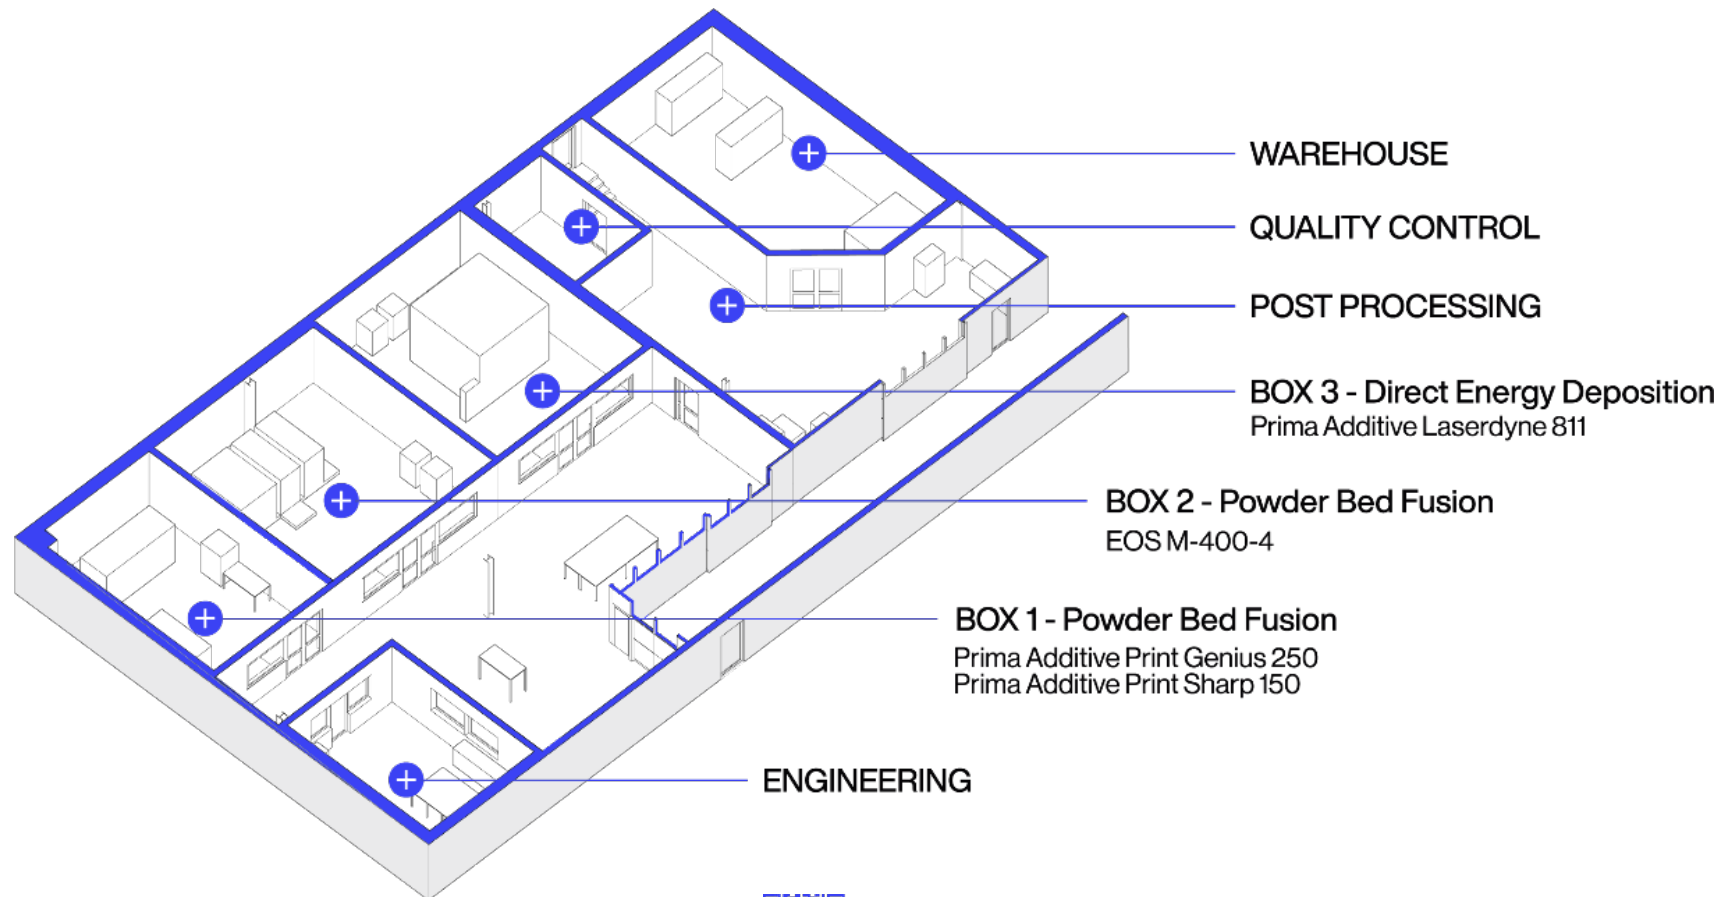 WAREHOUSE
QUALITY CONTROL
POST PROCESSING
BOX 3 - Direct Energy Deposition
Prima Additive Laserdyne 811
BOX 2 - Powder Bed Fusion
EOS M-400-4
BOX 1 - Powder Bed Fusion
Prima Additive Print Genius 250
Prima Additive Print Sharp 150
ENGINEERING